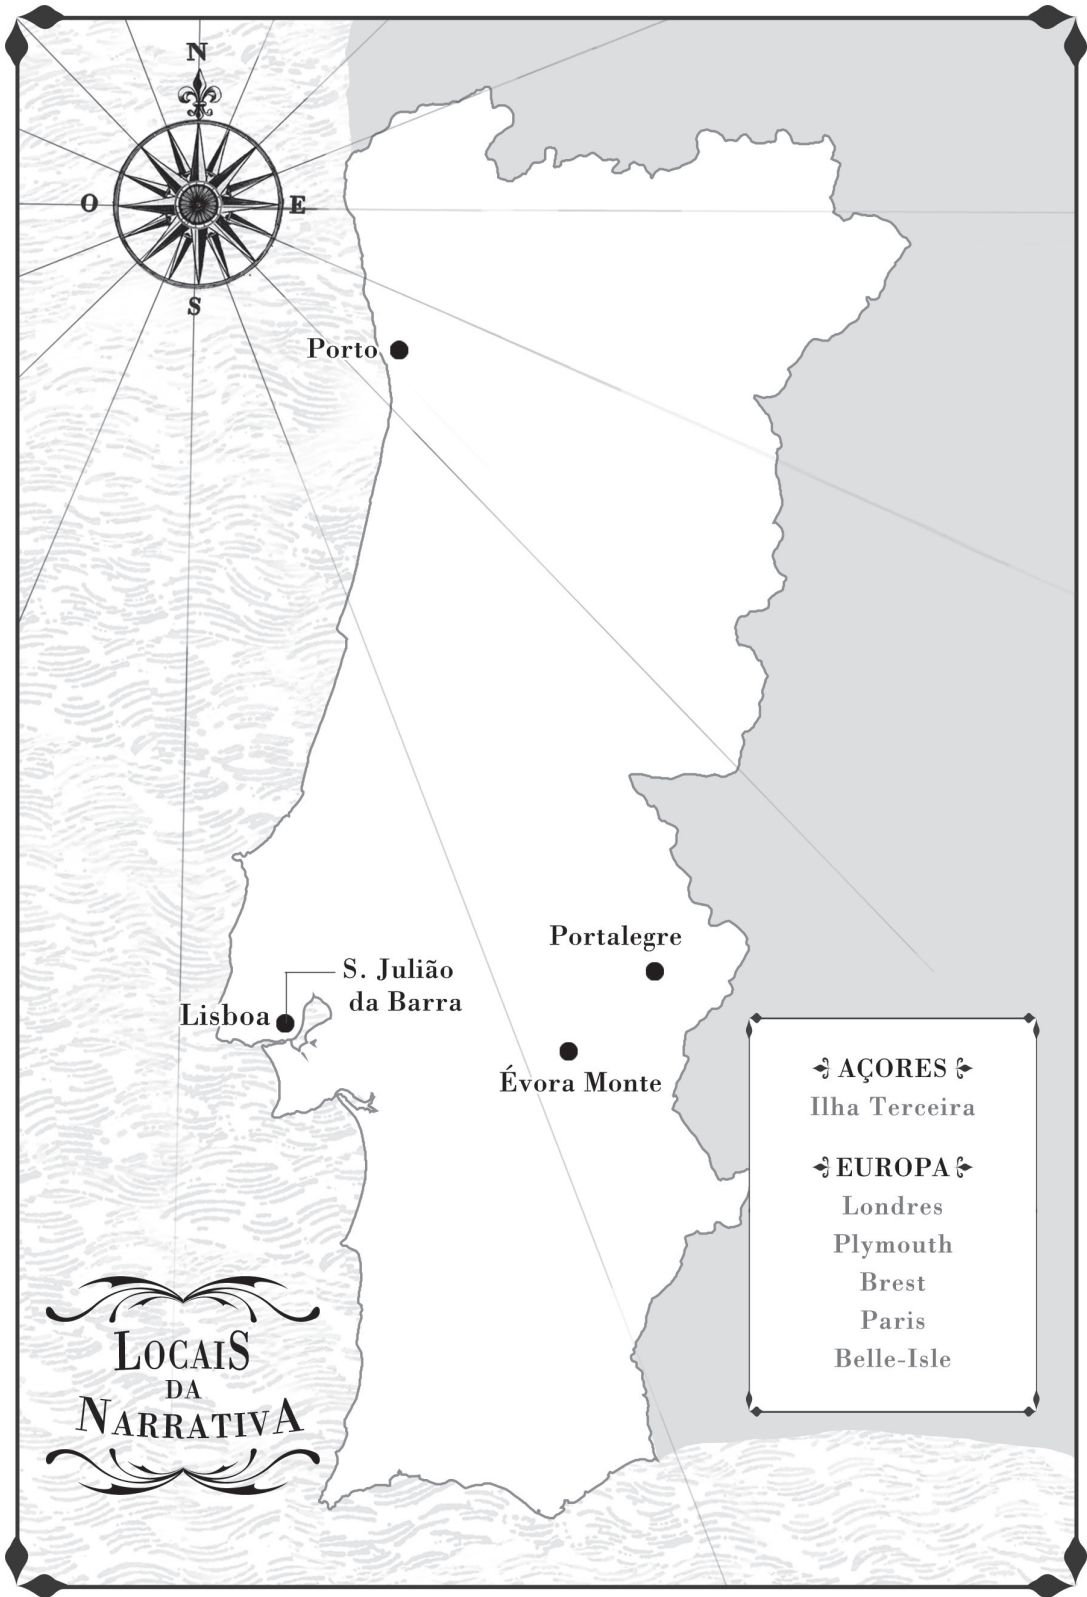 N
O
E
S
Porto
Portalegre
S. Julião
da Barra
Lisboa
Évora Monte
AÇORES
Ilha Terceira
EUROPA
Londres
Plymouth
Brest
Paris
Belle-Isle
LOCAIS
DA
NARRATIVA